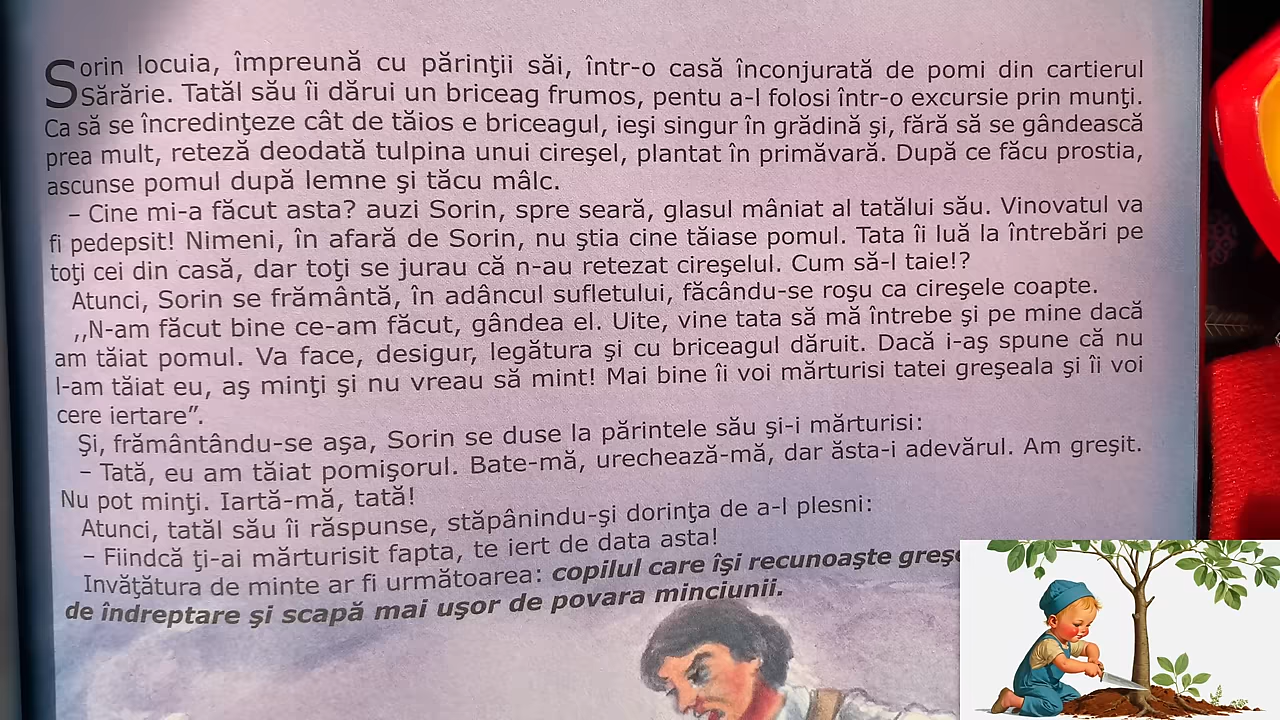 Sorin locuia, împreună cu părinţii săi, într-o casă înconjurată de pomi din cartierul
Sărărie. Tatăl său îi dărui un briceag frumos, pentu a-l folosi într-o excursie prin munţi.
Ca să se încredinţeze cât de tăios e briceagul, ieşi singur în grădină şi, fără să se gândească
prea mult, reteză deodată tulpina unui cireşel, plantat în primăvară. După ce făcu prostia,
ascunse pomul după lemne şi tăcu mâlc.
– Cine mi-a făcut asta? auzi Sorin, spre seară, glasul mâniat al tatălui său. Vinovatul va
fi pedepsit! Nimeni, în afară de Sorin, nu ştia cine tăiase pomul. Tata îi luă la întrebări pe
toţi cei din casă, dar toţi se jurau că n-au retezat cireşelul. Cum să-l taie!?
Atunci, Sorin se frământă, în adâncul sufletului, făcându-se roşu ca cireşele coapte.
,,N-am făcut bine ce-am făcut, gândea el. Uite, vine tata să mă întrebe şi pe mine dacă
am tăiat pomul. Va face, desigur, legătura şi cu briceagul dăruit. Dacă i-aş spune că nu
l-am tăiat eu, aş minţi şi nu vreau să mint! Mai bine îi voi mărturisi tatei greşeala şi îi voi
cere iertare”.
Şi, frământându-se aşa, Sorin se duse la părintele său şi-i mărturisi:
– Tată, eu am tăiat pomişorul. Bate-mă, urechează-mă, dar ăsta-i adevărul. Am greşit.
Nu pot minţi. Iartă-mă, tată!
Atunci, tatăl său îi răspunse, stăpânindu-şi dorinţa de a-l plesni:
– Fiindcă ţi-ai mărturisit fapta, te iert de data asta!
Invăţătura de minte ar fi următoarea: copilul care îşi recunoaşte
de îndreptare şi scapă mai uşor de povara minciunii.